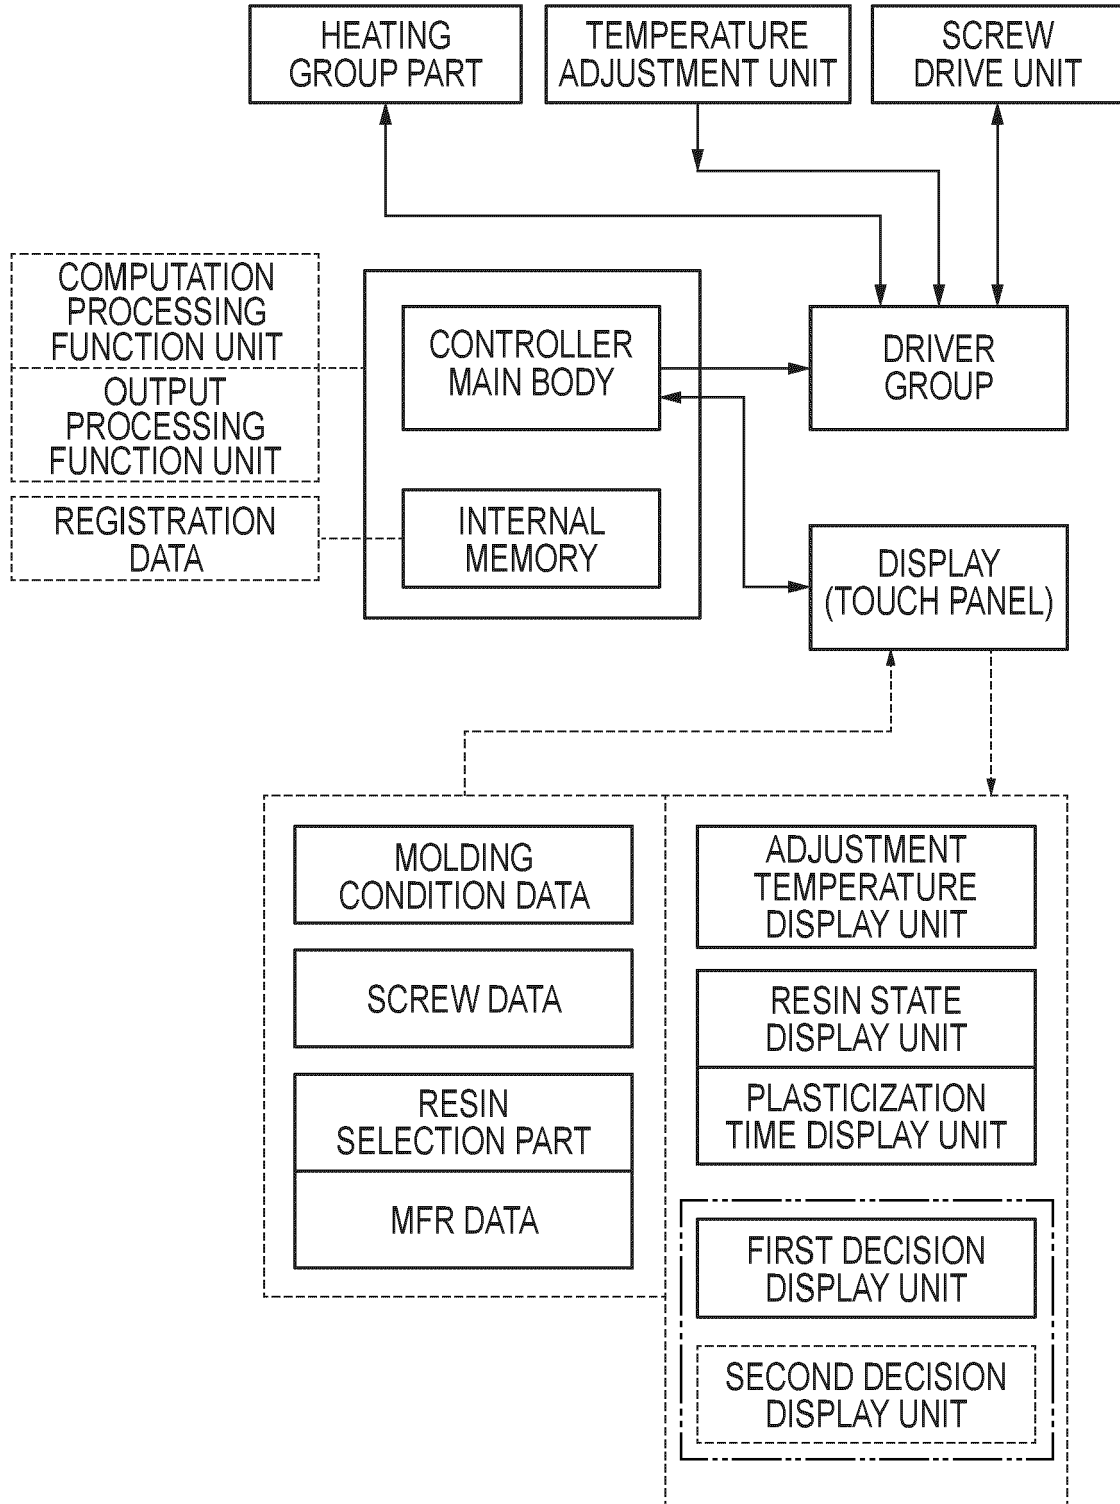 HEATING
GROUP PART
TEMPERATURE
ADJUSTMENT UNIT
SCREW
DRIVE UNIT
COMPUTATION
PROCESSING
FUNCTION UNIT
OUTPUT
PROCESSING
FUNCTION UNIT
REGISTRATION
DATA
CONTROLLER
MAIN BODY
INTERNAL
MEMORY
DRIVER
GROUP
DISPLAY
(TOUCH PANEL)
MOLDING
CONDITION DATA
SCREW DATA
RESIN
SELECTION PART
MFR DATA
ADJUSTMENT
TEMPERATURE
DISPLAY UNIT
RESIN STATE
DISPLAY UNIT
PLASTICIZATION
TIME DISPLAY UNIT
FIRST DECISION
DISPLAY UNIT
SECOND DECISION
DISPLAY UNIT